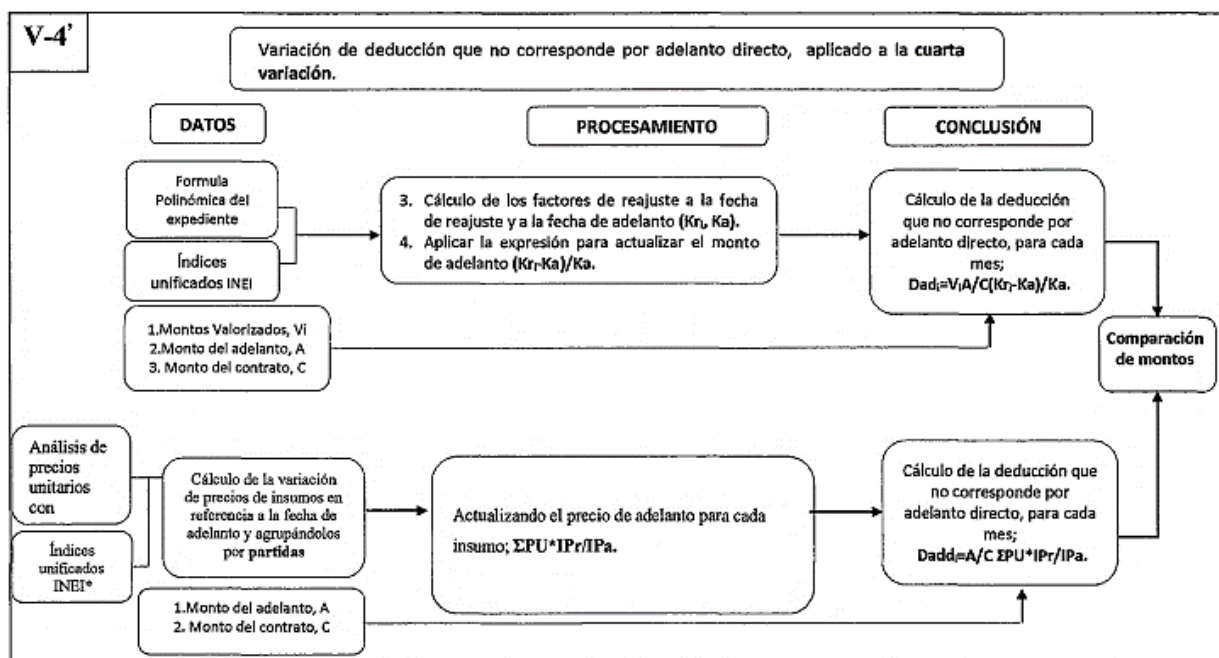 V-4'
Variación de deducción que no corresponde por adelanto directo, aplicado a la cuarta
variación.
DATOS
PROCESAMIENTO
CONCLUSIÓN
Formula
Polinómica del
expediente
Índices
unificados INEI
1.Montos Valorizados, Vi
2.Monto del adelanto, A
3. Monto del contrato, C
3. Cálculo de los factores de reajuste a la fecha
de reajuste y a la fecha de adelanto (Krᵢ, Ka).
4. Aplicar la expresión para actualizar el monto
de adelanto (Krᵢ-Ka)/Ka.
Cálculo de la deducción
que no corresponde por
adelanto directo, para cada
mes;
Dadᵢ=VᵢA/C(Krᵢ-Ka)/Ka.
Comparación
de montos
Análisis de
precios
unitarios con
Índices
unificados
INEI*
Cálculo de la variación
de precios de insumos en
referencia a la fecha de
adelanto y agrupándolos
por partidas
1.Monto del adelanto, A
2. Monto del contrato, C
Actualizando el precio de adelanto para cada
insumo; ΣPU*IPr/IPa.
Cálculo de la deducción que
no corresponde por
adelanto directo, para cada
mes;
Daddᵢ=A/C ΣPU*IPr/IPa.